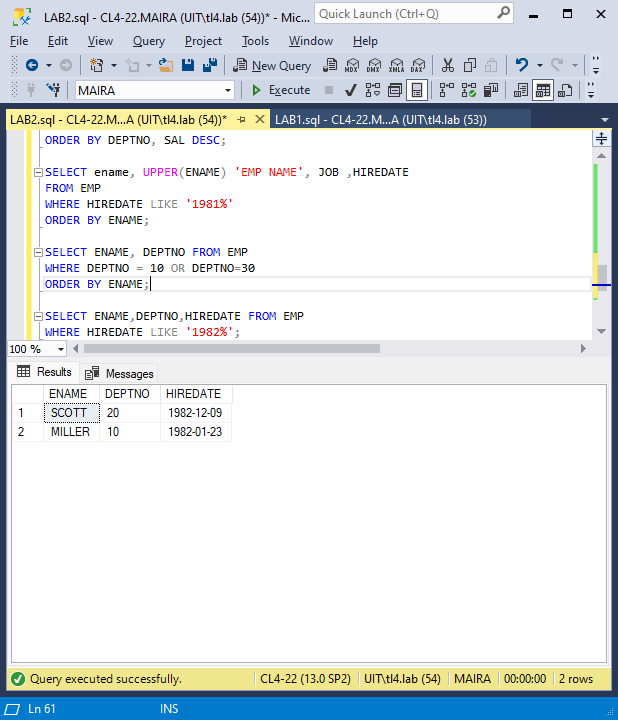 LAB2.sql - CL4-22.MAIRA (UIT\tl4.lab (54))* - Mic...
Quick Launch (Ctrl+Q)
File Edit View Query Project Tools Window Help
New Query MDX DMX XMLA DAX
MAIRA Execute
LAB2.sql - CL4-22.M...A (UIT\tl4.lab (54))* LAB1.sql - CL4-22.M...A (UIT\tl4.lab (53))
ORDER BY DEPTNO, SAL DESC;
SELECT ename, UPPER(ENAME) 'EMP NAME', JOB ,HIREDATE
FROM EMP
WHERE HIREDATE LIKE '1981%'
ORDER BY ENAME;
SELECT ENAME, DEPTNO FROM EMP
WHERE DEPTNO = 10 OR DEPTNO=30
ORDER BY ENAME;
SELECT ENAME,DEPTNO,HIREDATE FROM EMP
WHERE HIREDATE LIKE '1982%';
100 %
Results Messages
ENAME DEPTNO HIREDATE
1 SCOTT 20 1982-12-09
2 MILLER 10 1982-01-23
Query executed successfully. CL4-22 (13.0 SP2) UIT\tl4.lab (54) MAIRA 00:00:00 2 rows
Ln 61 INS